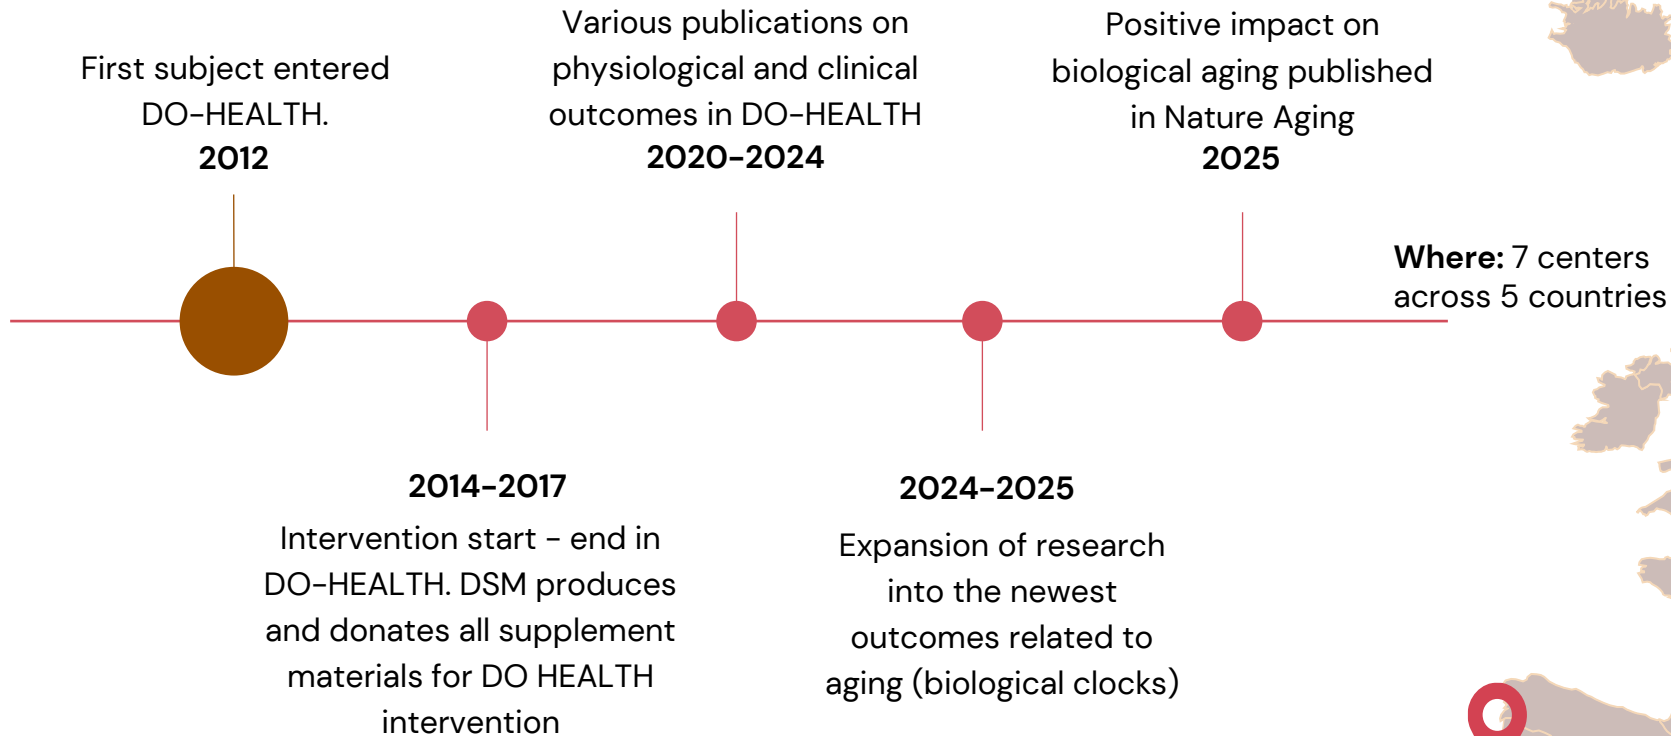 First subject entered
DO-HEALTH.
2012
Various publications on
physiological and clinical
outcomes in DO-HEALTH
2020-2024
Positive impact on
biological aging published
in Nature Aging
2025
Where: 7 centers
across 5 countries
2014-2017
Intervention start - end in
DO-HEALTH. DSM produces
and donates all supplement
materials for DO HEALTH
intervention
2024-2025
Expansion of research
into the newest
outcomes related to
aging (biological clocks)